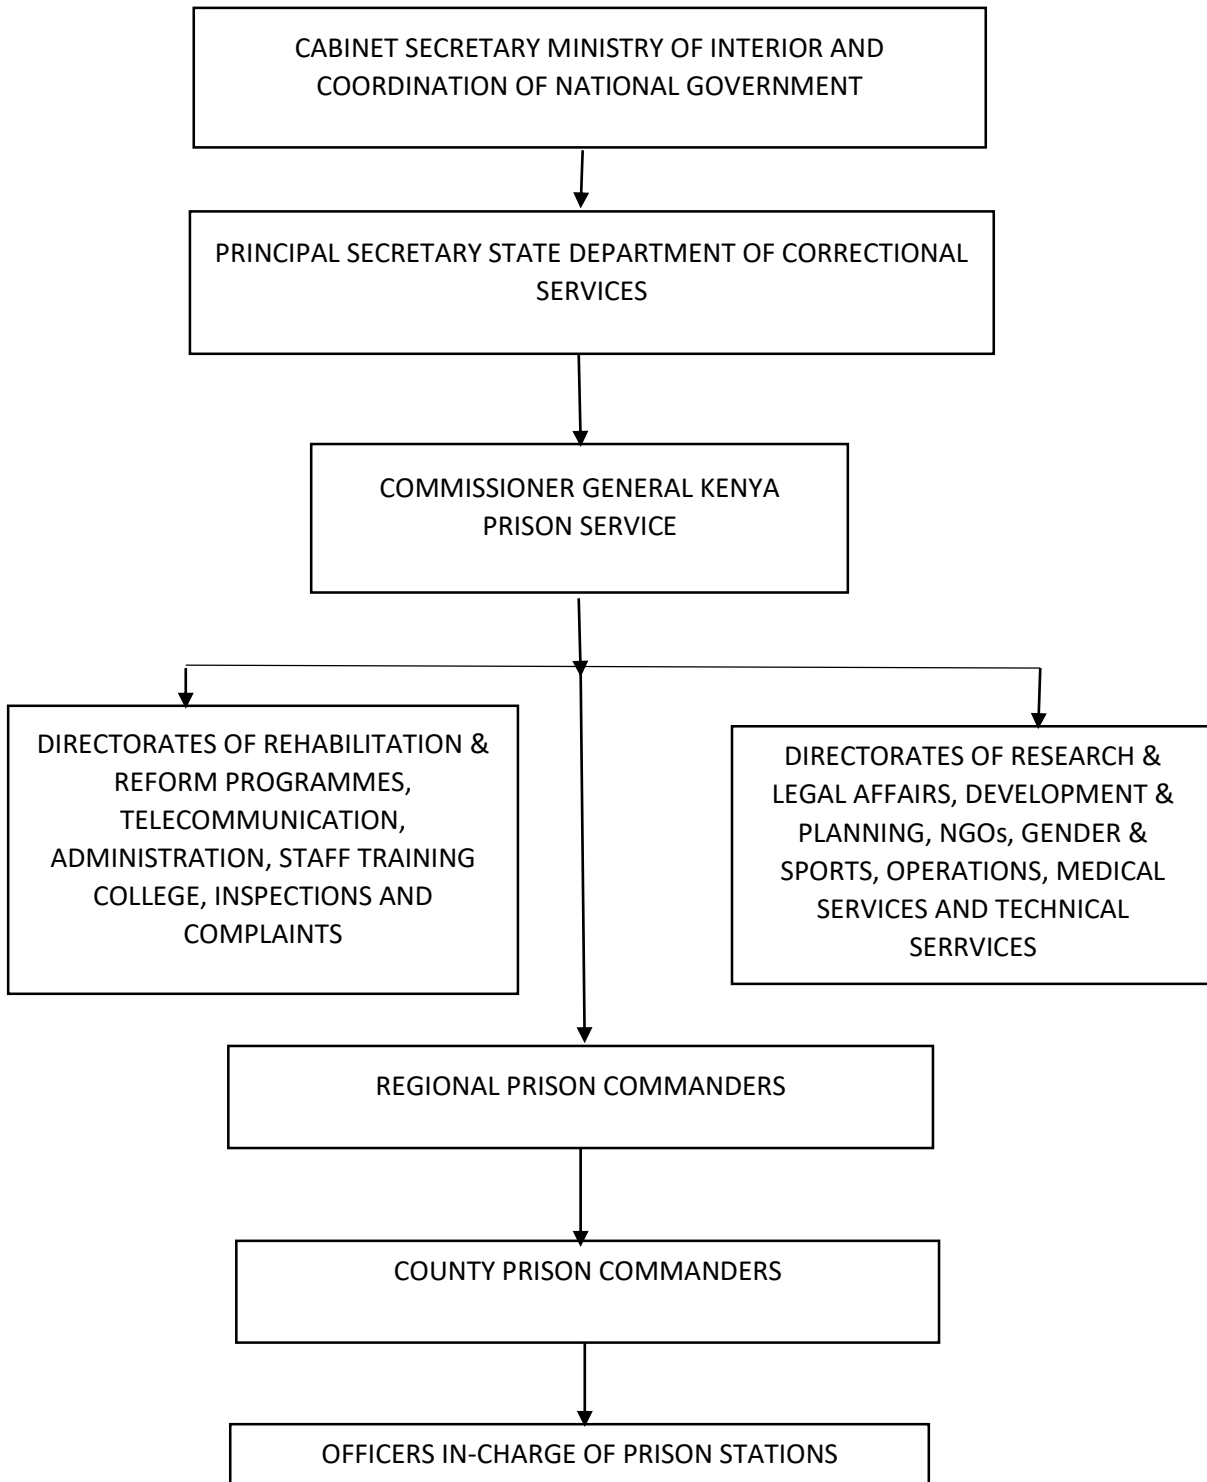 CABINET SECRETARY MINISTRY OF INTERIOR AND
COORDINATION OF NATIONAL GOVERNMENT
PRINCIPAL SECRETARY STATE DEPARTMENT OF CORRECTIONAL
SERVICES
COMMISSIONER GENERAL KENYA
PRISON SERVICE
DIRECTORATES OF REHABILITATION &
REFORM PROGRAMMES,
TELECOMMUNICATION,
ADMINISTRATION, STAFF TRAINING
COLLEGE, INSPECTIONS AND
COMPLAINTS
DIRECTORATES OF RESEARCH &
LEGAL AFFAIRS, DEVELOPMENT &
PLANNING, NGOs, GENDER &
SPORTS, OPERATIONS, MEDICAL
SERVICES AND TECHNICAL
SERRVICES
REGIONAL PRISON COMMANDERS
COUNTY PRISON COMMANDERS
OFFICERS IN-CHARGE OF PRISON STATIONS